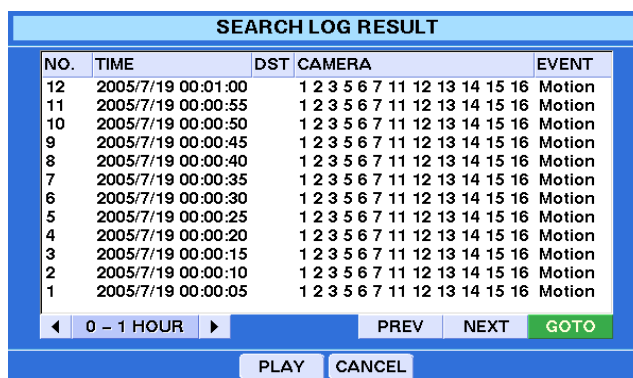 SEARCH LOG RESULT
NO. TIME DST CAMERA EVENT
12 2005/7/19 00:01:00 1 2 3 5 6 7 11 12 13 14 15 16 Motion
11 2005/7/19 00:00:55 1 2 3 5 6 7 11 12 13 14 15 16 Motion
10 2005/7/19 00:00:50 1 2 3 5 6 7 11 12 13 14 15 16 Motion
9 2005/7/19 00:00:45 1 2 3 5 6 7 11 12 13 14 15 16 Motion
8 2005/7/19 00:00:40 1 2 3 5 6 7 11 12 13 14 15 16 Motion
7 2005/7/19 00:00:35 1 2 3 5 6 7 11 12 13 14 15 16 Motion
6 2005/7/19 00:00:30 1 2 3 5 6 7 11 12 13 14 15 16 Motion
5 2005/7/19 00:00:25 1 2 3 5 6 7 11 12 13 14 15 16 Motion
4 2005/7/19 00:00:20 1 2 3 5 6 7 11 12 13 14 15 16 Motion
3 2005/7/19 00:00:15 1 2 3 5 6 7 11 12 13 14 15 16 Motion
2 2005/7/19 00:00:10 1 2 3 5 6 7 11 12 13 14 15 16 Motion
1 2005/7/19 00:00:05 1 2 3 5 6 7 11 12 13 14 15 16 Motion
0 – 1 HOUR PREV NEXT GOTO
PLAY CANCEL